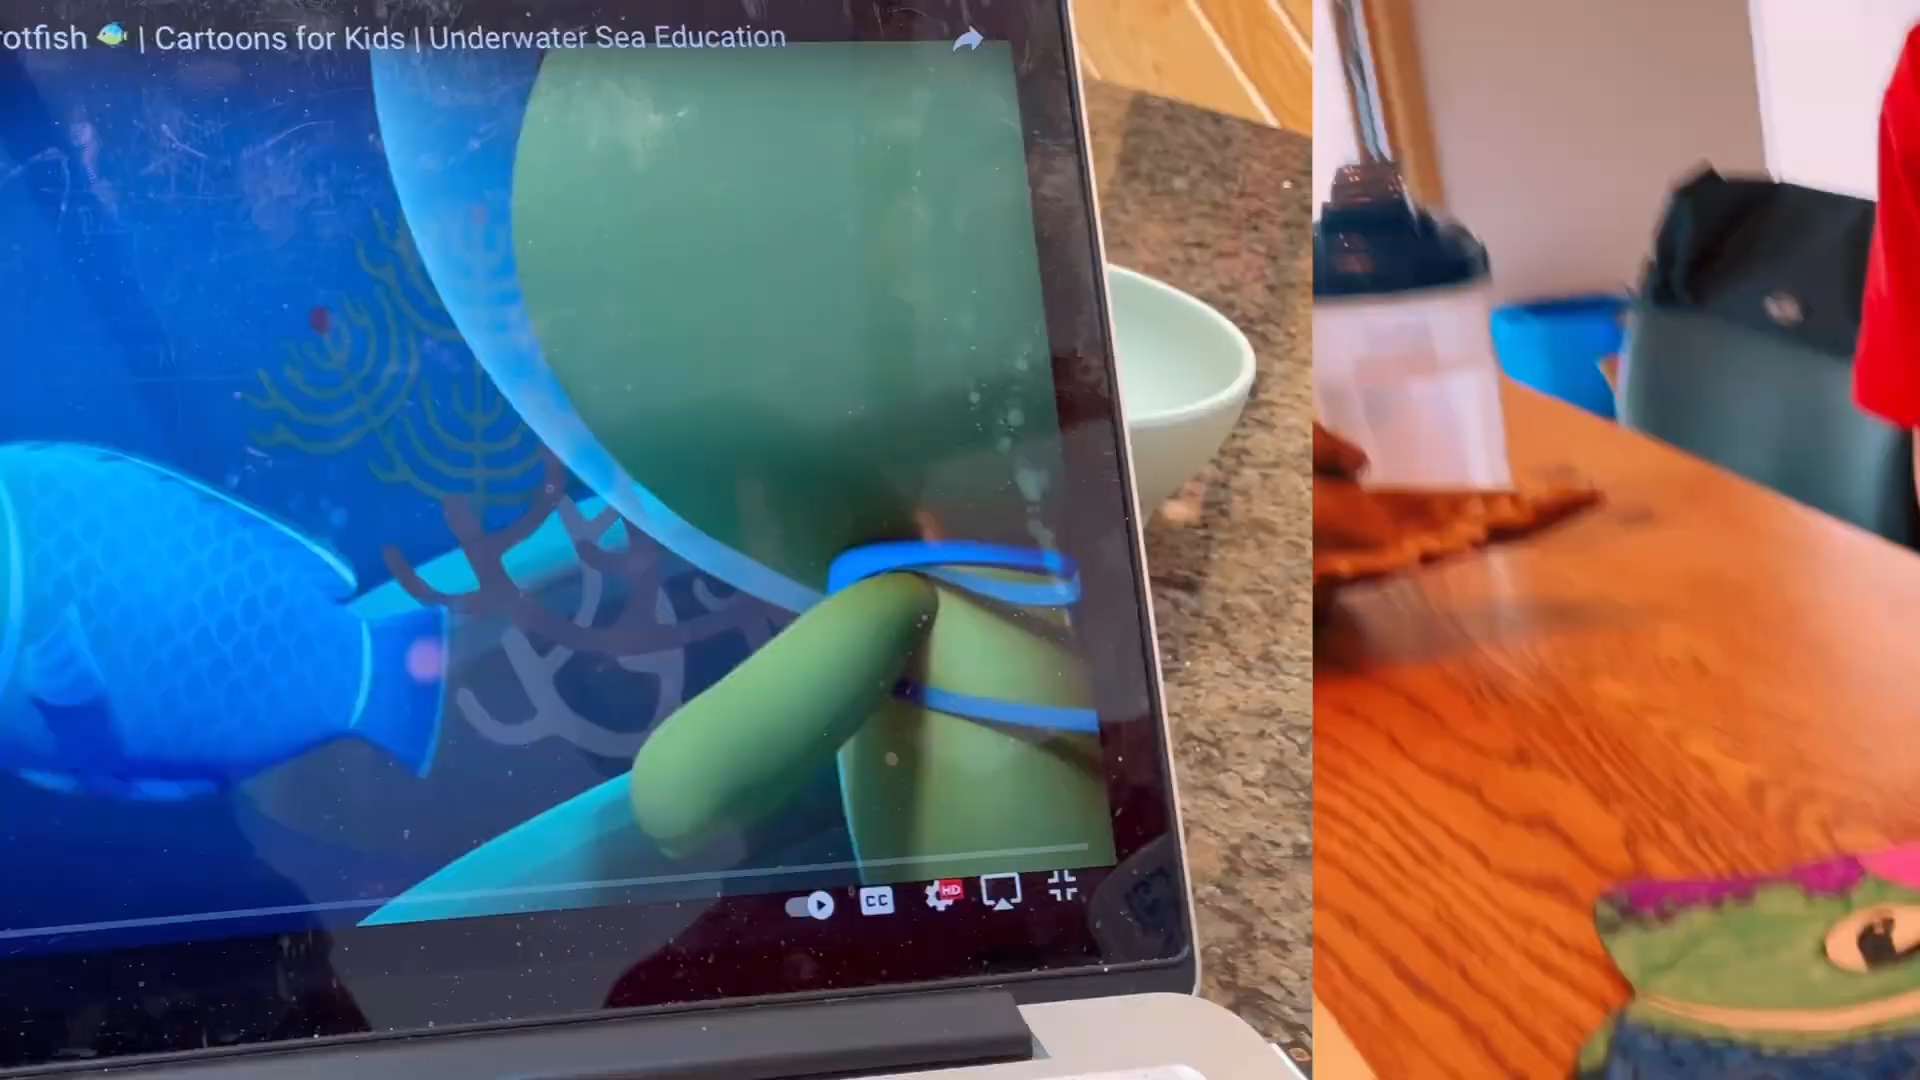 rotfish 🐠 | Cartoons for Kids | Underwater Sea Education
CC
HD